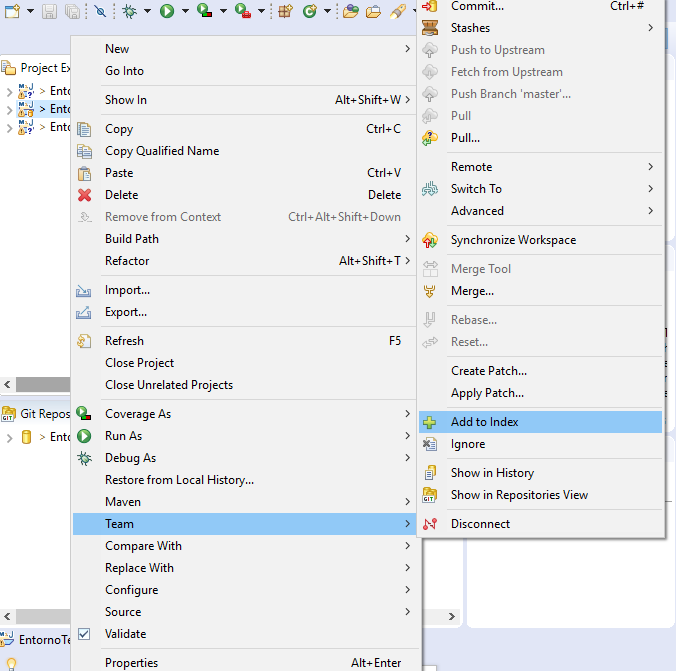 Project Ex
> Ento
> Ento
> Ento
Git Repos
> Ento
EntornoTe
New
Go Into
Show In Alt+Shift+W
Copy Ctrl+C
Copy Qualified Name
Paste Ctrl+V
Delete Delete
Remove from Context Ctrl+Alt+Shift+Down
Build Path
Refactor Alt+Shift+T
Import...
Export...
Refresh F5
Close Project
Close Unrelated Projects
Coverage As
Run As
Debug As
Restore from Local History...
Maven
Team
Compare With
Replace With
Configure
Source
Validate
Properties Alt+Enter
Commit... Ctrl+#
Stashes
Push to Upstream
Fetch from Upstream
Push Branch 'master'...
Pull
Pull...
Remote
Switch To
Advanced
Synchronize Workspace
Merge Tool
Merge...
Rebase...
Reset...
Create Patch...
Apply Patch...
Add to Index
Ignore
Show in History
Show in Repositories View
Disconnect